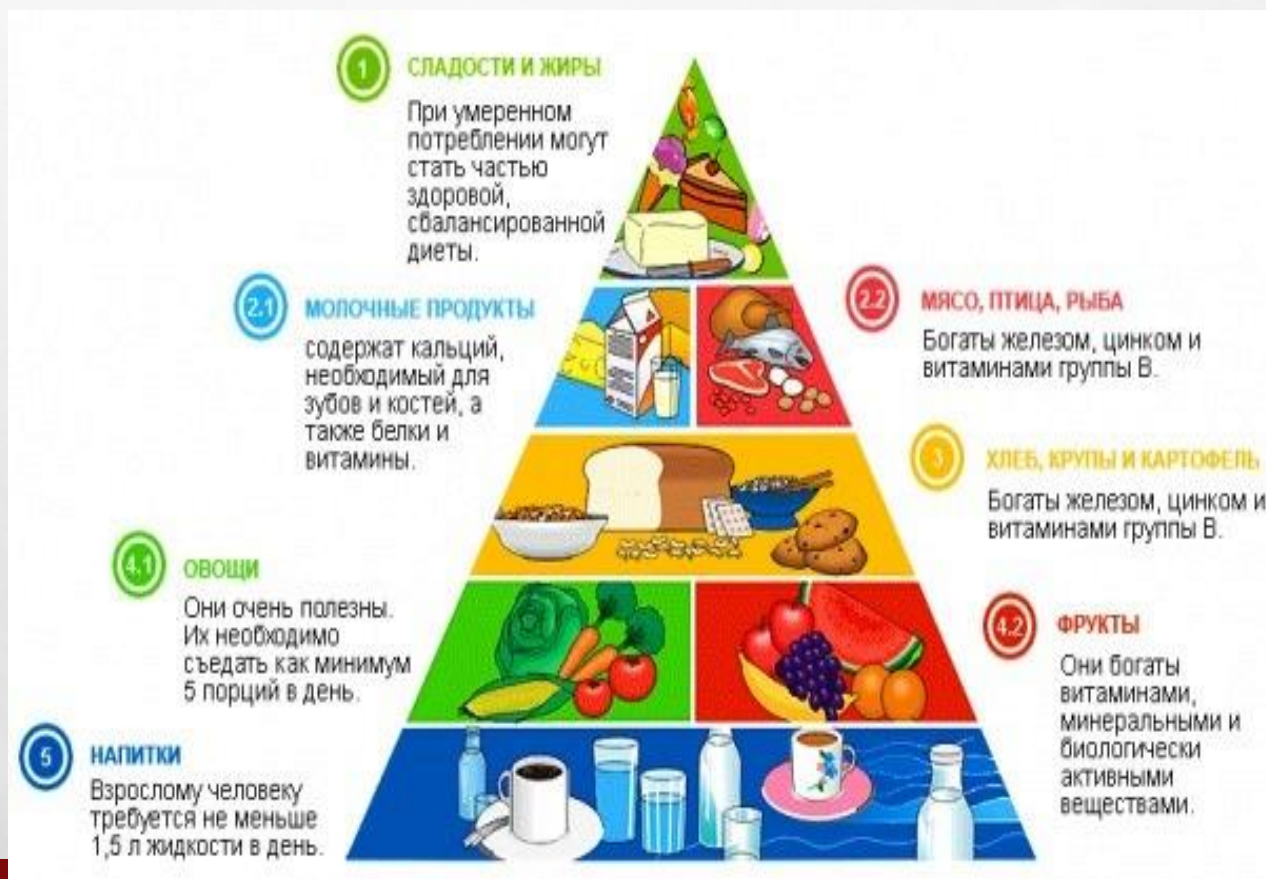 1
СЛАДОСТИ И ЖИРЫ
При умеренном
потреблении могут
стать частью
здоровой,
сбалансированной
диеты.
2.1
МОЛОЧНЫЕ ПРОДУКТЫ
содержат кальций,
необходимый для
зубов и костей, а
также белки и
витамины.
2.2
МЯСО, ПТИЦА, РЫБА
Богаты железом, цинком и
витаминами группы В.
3
ХЛЕБ, КРУПЫ И КАРТОФЕЛЬ
Богаты железом, цинком и
витаминами группы В.
4.1
ОВОЩИ
Они очень полезны.
Их необходимо
съедать как минимум
5 порций в день.
4.2
ФРУКТЫ
Они богаты
витаминами,
минеральными и
биологически
активными
веществами.
5
НАПИТКИ
Взрослому человеку
требуется не меньше
1,5 л жидкости в день.